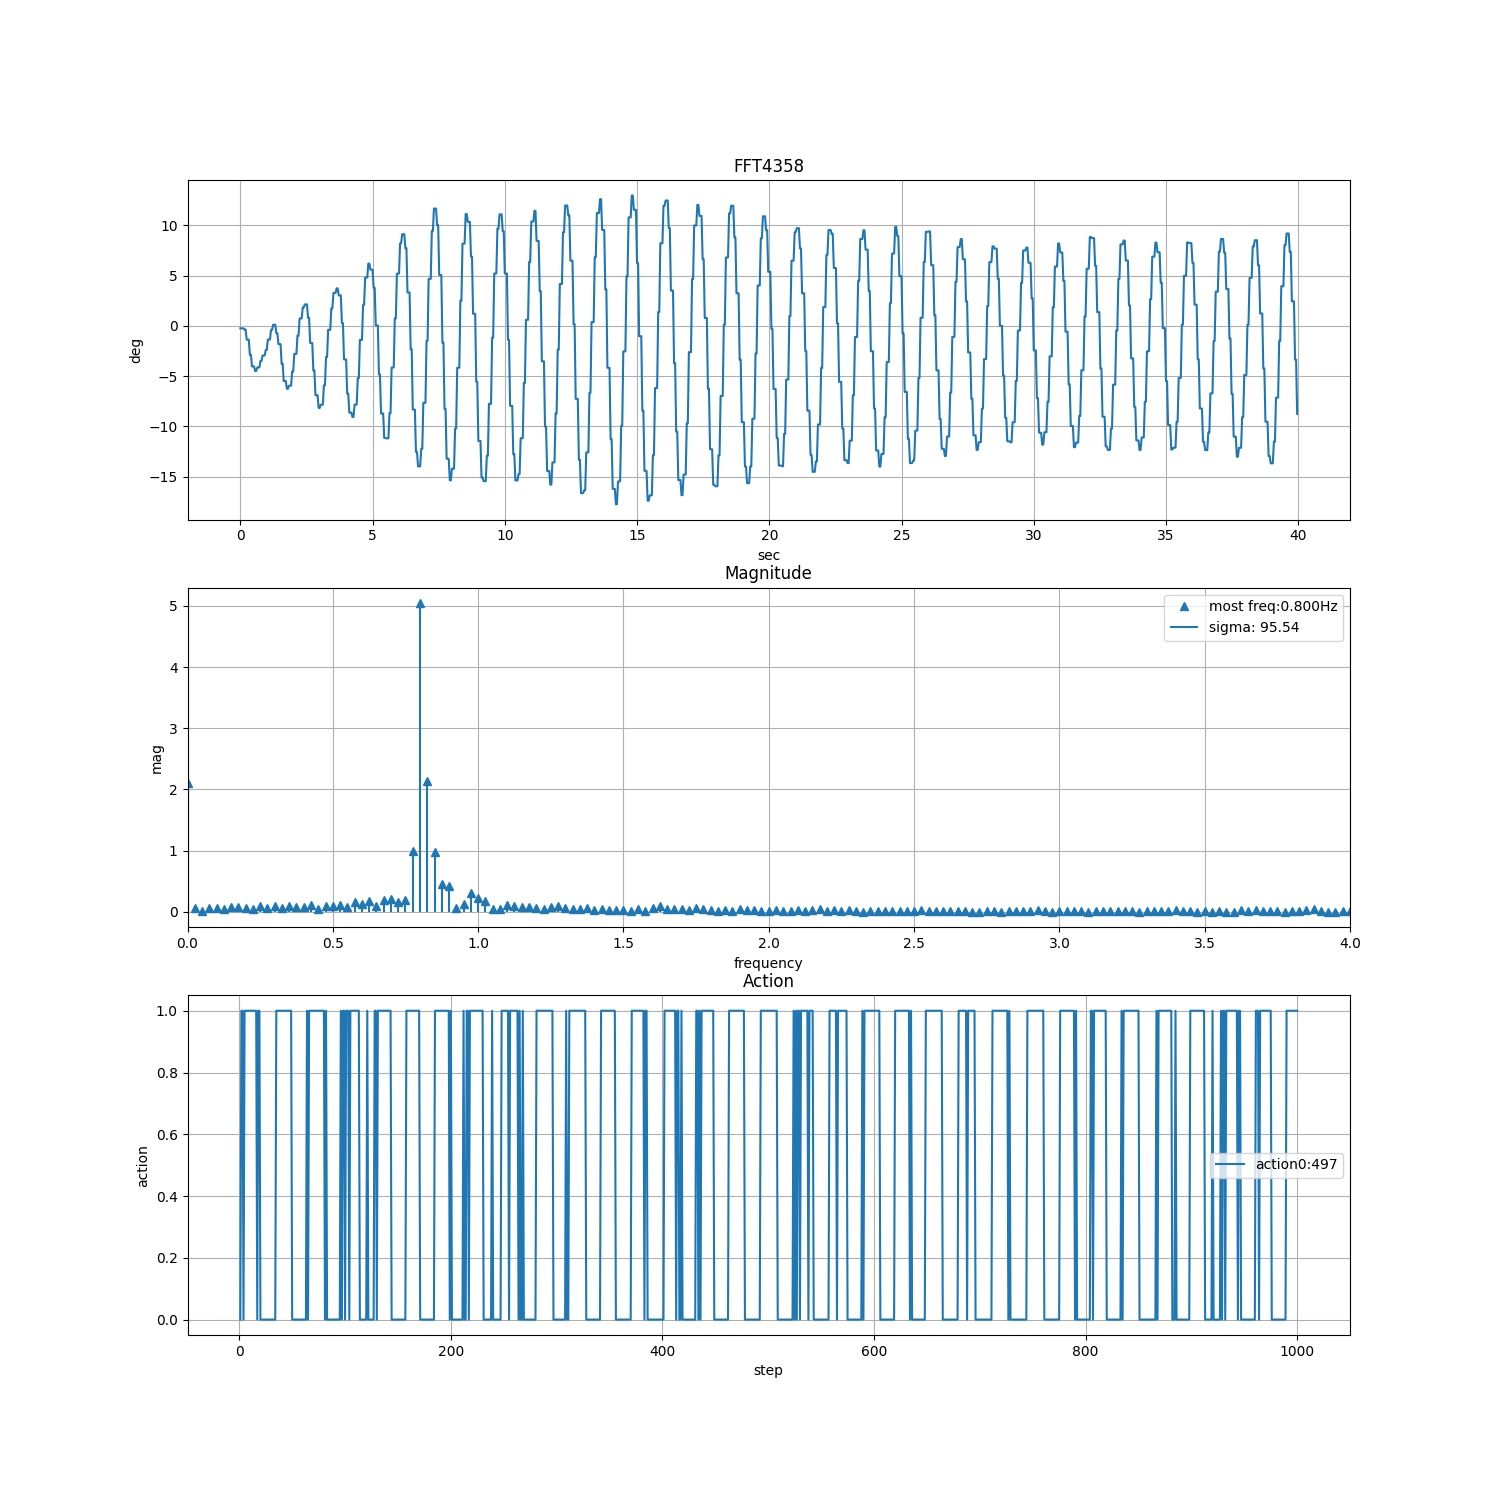 FFT4358
10
5
0
−5
−10
−15
deg
0 5 10 15 20 25 30 35 40
sec
Magnitude
5
4
3
2
1
0
mag
most freq:0.800Hz
sigma: 95.54
0.0 0.5 1.0 1.5 2.0 2.5 3.0 3.5 4.0
frequency
Action
1.0
0.8
0.6
0.4
0.2
0.0
action
action0:497
0 200 400 600 800 1000
step